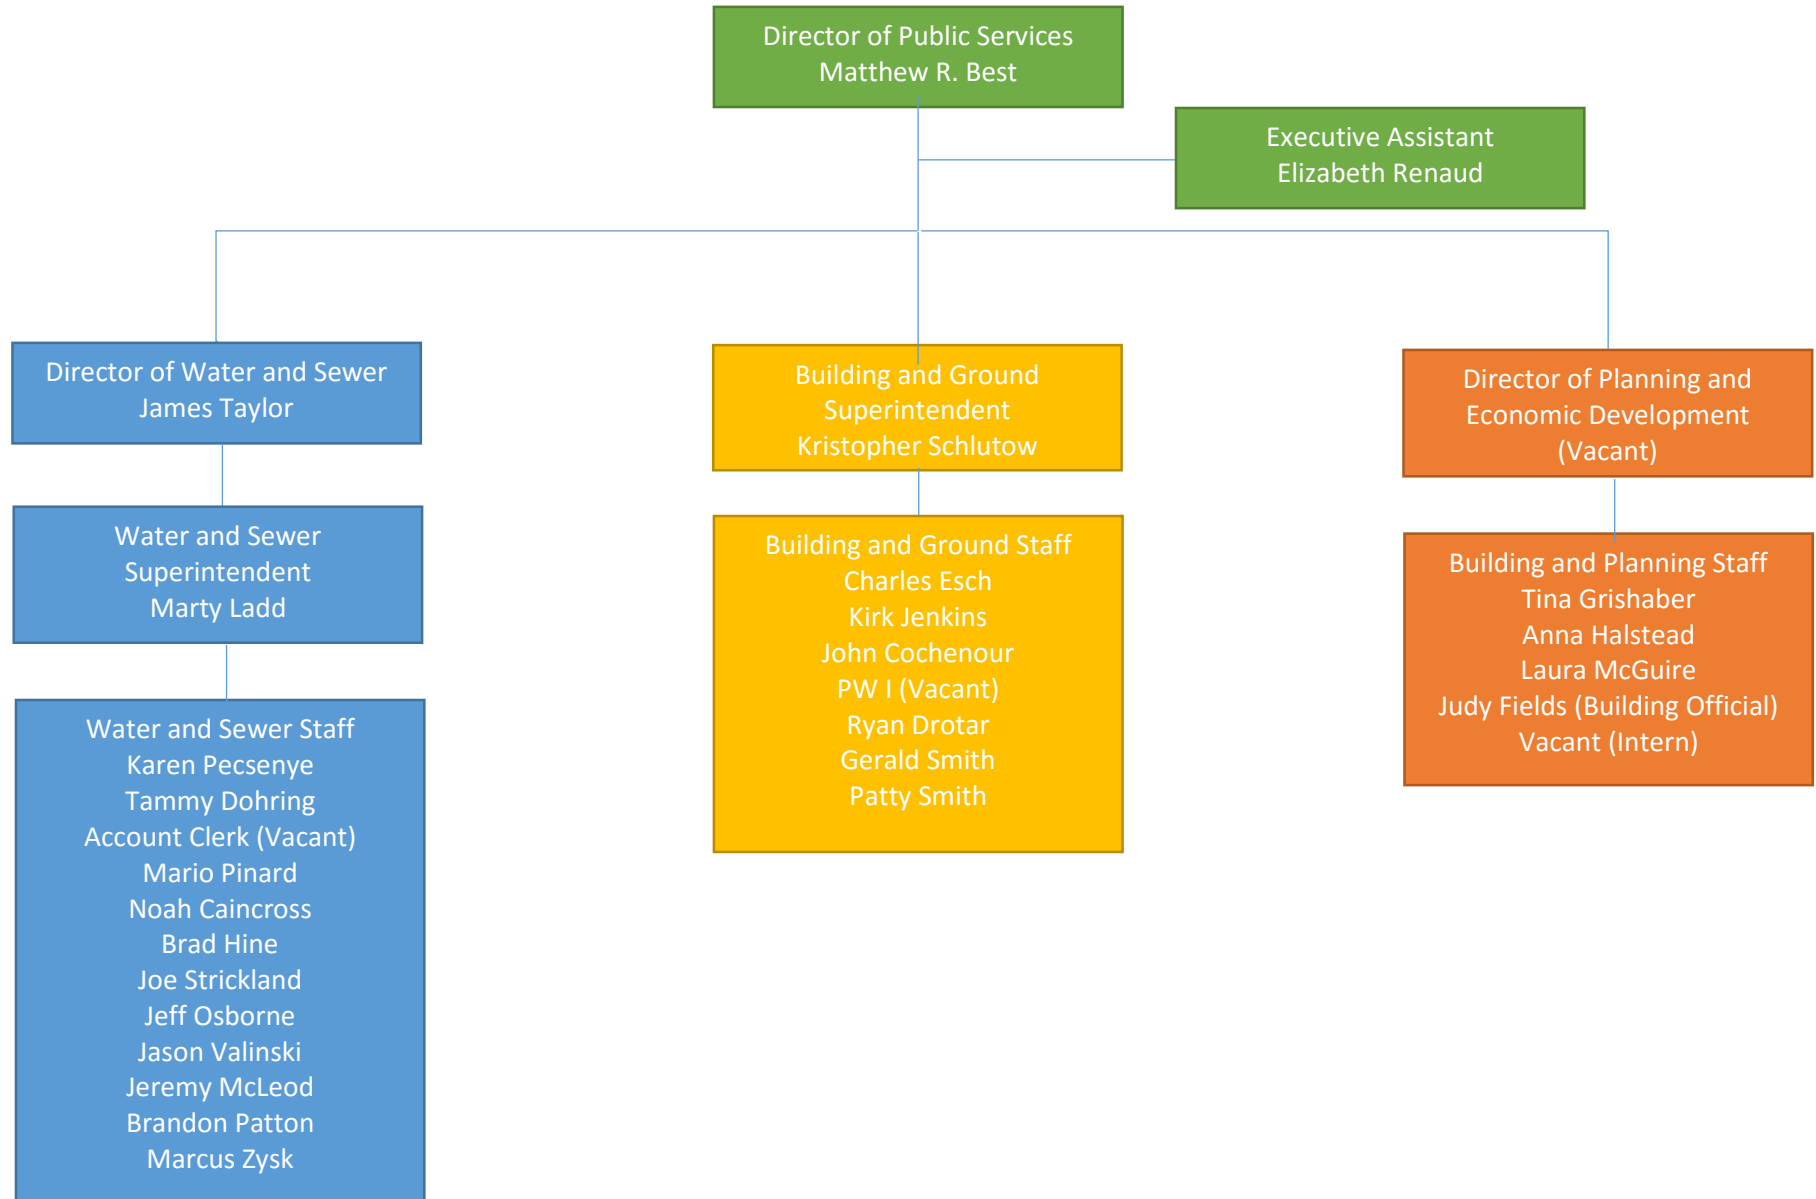 Director of Public Services
Matthew R. Best
Executive Assistant
Elizabeth Renaud
Director of Water and Sewer
James Taylor
Water and Sewer
Superintendent
Marty Ladd
Water and Sewer Staff
Karen Pecsenye
Tammy Dohring
Account Clerk (Vacant)
Mario Pinard
Noah Caincross
Brad Hine
Joe Strickland
Jeff Osborne
Jason Valinski
Jeremy McLeod
Brandon Patton
Marcus Zysk
Building and Ground
Superintendent
Kristopher Schlutow
Building and Ground Staff
Charles Esch
Kirk Jenkins
John Cochenour
PW I (Vacant)
Ryan Drotar
Gerald Smith
Patty Smith
Director of Planning and
Economic Development
(Vacant)
Building and Planning Staff
Tina Grishaber
Anna Halstead
Laura McGuire
Judy Fields (Building Official)
Vacant (Intern)